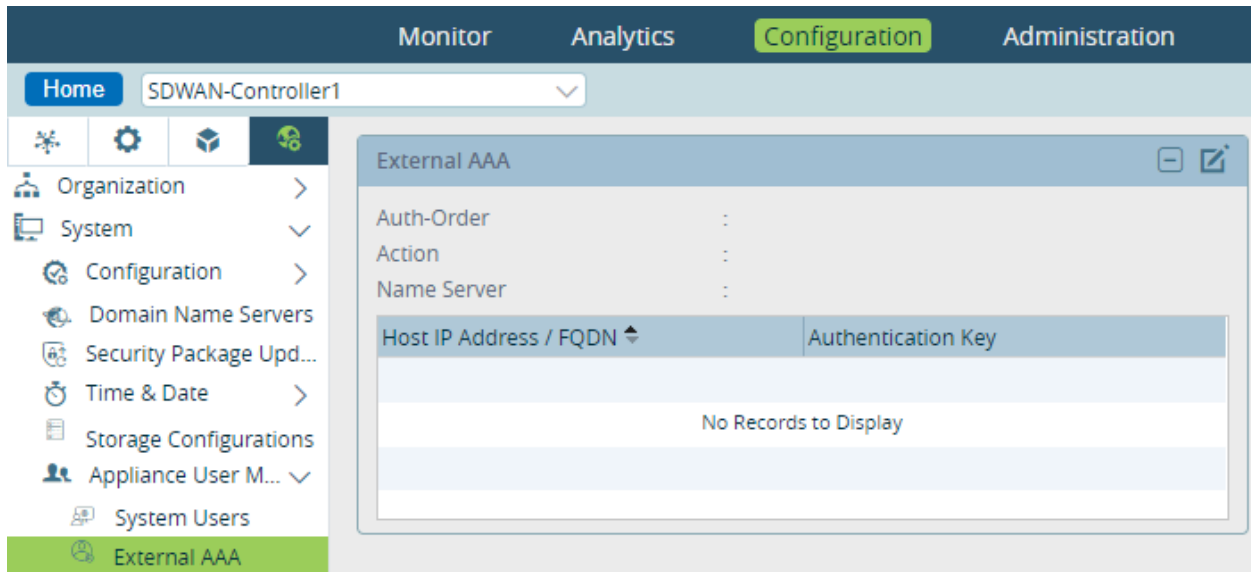 Monitor Analytics Configuration Administration
Home SDWAN-Controller1
Organization
System
Configuration
Domain Name Servers
Security Package Upd...
Time & Date
Storage Configurations
Appliance User M...
System Users
External AAA
External AAA
Auth-Order :
Action :
Name Server :
Host IP Address / FQDN Authentication Key
No Records to Display